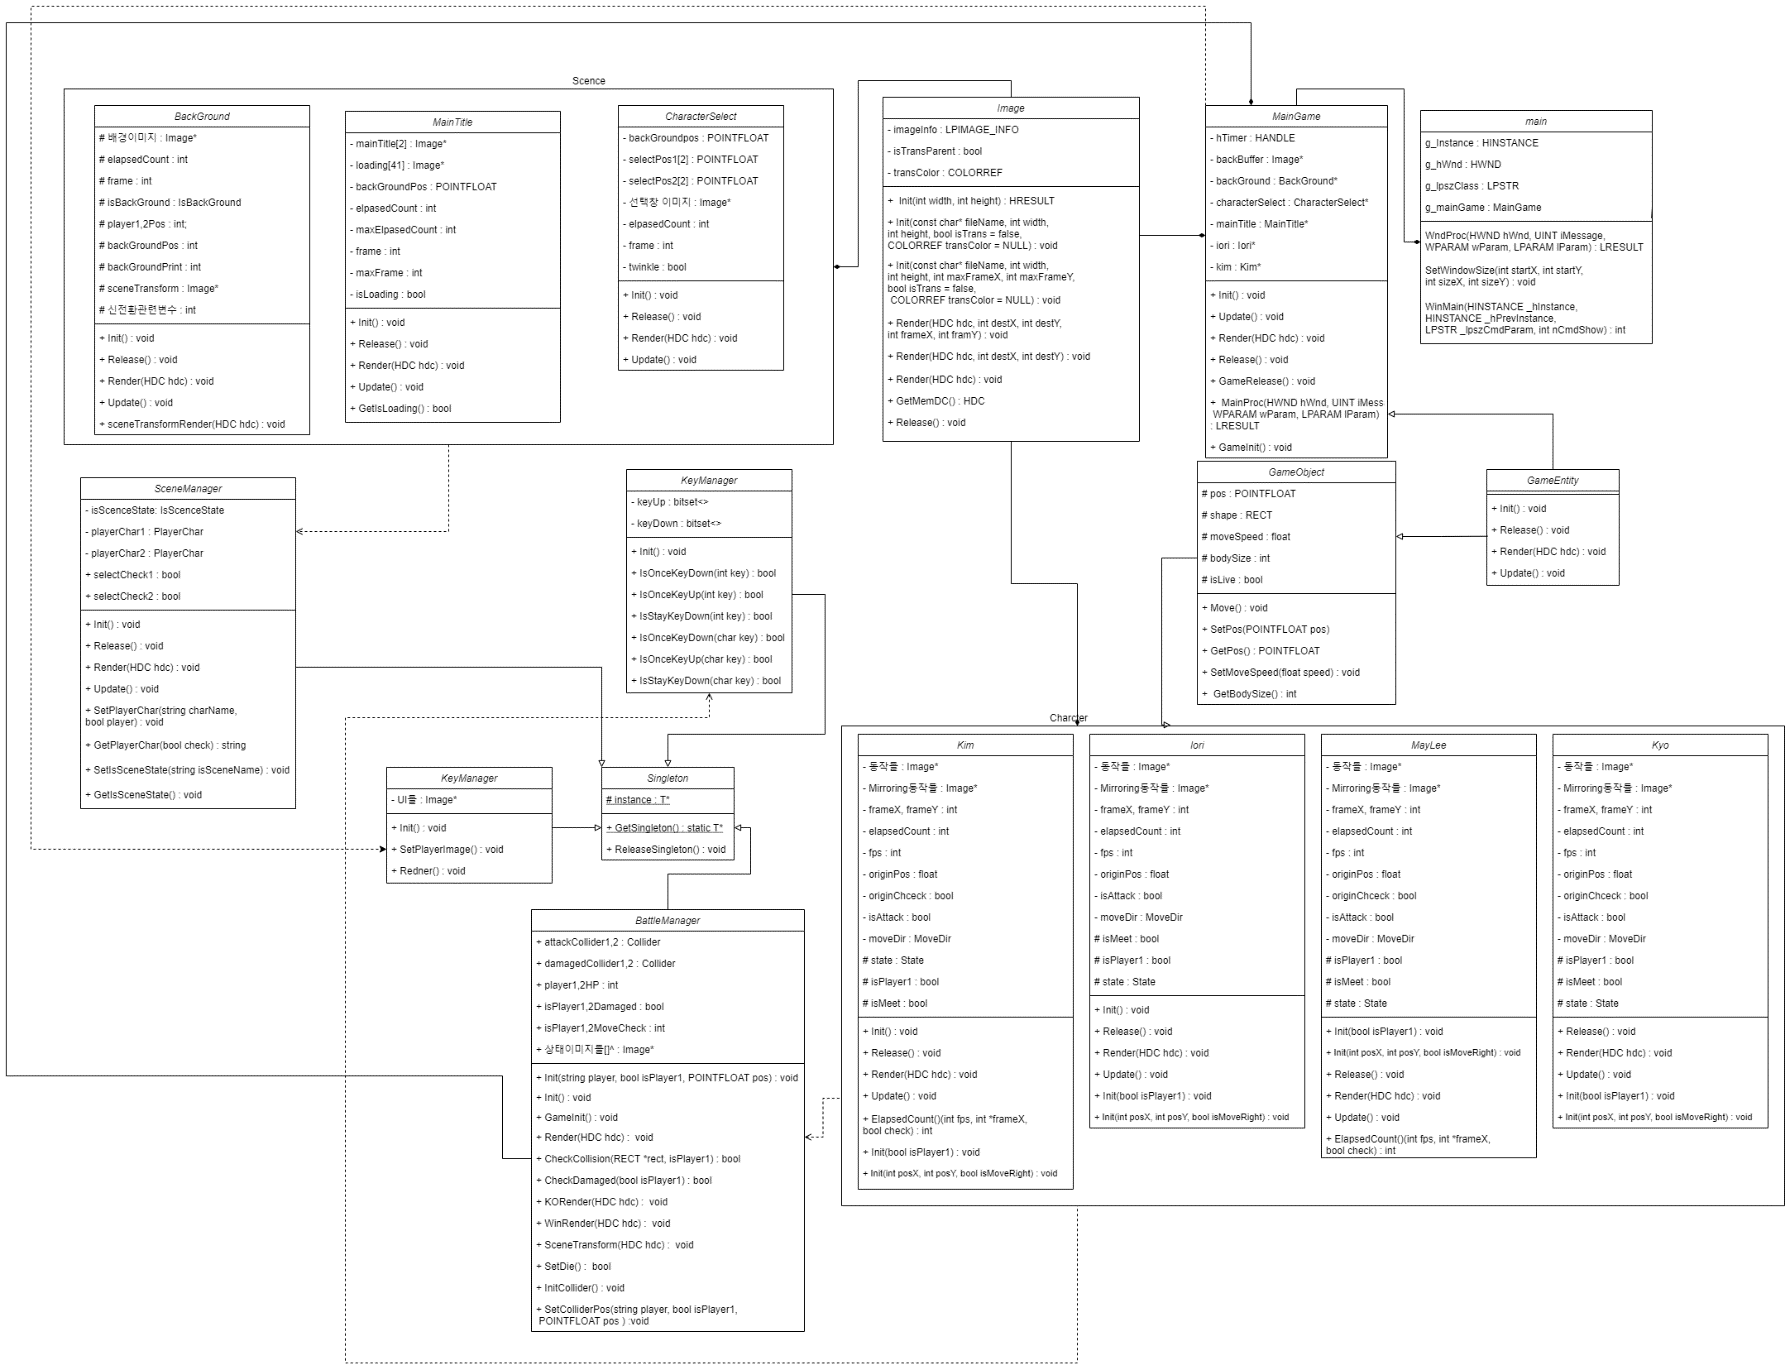 Scence
BackGround
# 배경이미지 : Image*
# elapsedCount : int
# frame : int
# isBackGround : IsBackGround
# player1,2Pos : int;
# backGroundPos : int
# backGroundPrint : int
# sceneTransform : Image*
# 신전환관련변수 : int
+ Init() : void
+ Release() : void
+ Render(HDC hdc) : void
+ Update() : void
+ sceneTransformRender(HDC hdc) : void
MainTitle
- mainTitle[2] : Image*
- loading[41] : Image*
- backGroundPos : POINTFLOAT
- elpasedCount : int
- maxElpasedCount : int
- frame : int
- maxFrame : int
- isLoading : bool
+ Init() : void
+ Release() : void
+ Render(HDC hdc) : void
+ Update() : void
+ GetIsLoading() : bool
CharacterSelect
- backGroundpos : POINTFLOAT
- selectPos1[2] : POINTFLOAT
- selectPos2[2] : POINTFLOAT
- 선택창 이미지 : Image*
- elpasedCount : int
- frame : int
- twinkle : bool
+ Init() : void
+ Release() : void
+ Render(HDC hdc) : void
+ Update() : void
Image
- imageInfo : LPIMAGE_INFO
- isTransParent : bool
- transColor : COLORREF
+ Init(int width, int height) : HRESULT
+ Init(const char* fileName, int width,
int height, bool isTrans = false,
COLORREF transColor = NULL) : void
+ Init(const char* fileName, int width,
int height, int maxFrameX, int maxFrameY,
bool isTrans = false,
COLORREF transColor = NULL) : void
+ Render(HDC hdc, int destX, int destY,
int frameX, int framY) : void
+ Render(HDC hdc, int destX, int destY) : void
+ Render(HDC hdc) : void
+ GetMemDC() : HDC
+ Release() : void
MainGame
- hTimer : HANDLE
- backBuffer : Image*
- backGround : BackGround*
- characterSelect : CharacterSelect*
- mainTitle : MainTitle*
- iori : Iori*
- kim : Kim*
+ Init() : void
+ Update() : void
+ Render(HDC hdc) : void
+ Release() : void
+ GameRelease() : void
+ MainProc(HWND hWnd, UINT iMess
WPARAM wParam, LPARAM lParam)
: LRESULT
+ GameInit() : void
main
g_Instance : HINSTANCE
g_hWnd : HWND
g_lpszClass : LPSTR
g_mainGame : MainGame
WndProc(HWND hWnd, UINT iMessage,
WPARAM wParam, LPARAM lParam) : LRESULT
SetWindowSize(int startX, int startY,
int sizeX, int sizeY) : void
WinMain(HINSTANCE _hInstance,
HINSTANCE _hPrevInstance,
LPSTR _lpszCmdParam, int nCmdShow) : int
SceneManager
- isScenceState: IsScenceState
- playerChar1 : PlayerChar
- playerChar2 : PlayerChar
+ selectCheck1 : bool
+ selectCheck2 : bool
+ Init() : void
+ Release() : void
+ Render(HDC hdc) : void
+ Update() : void
+ SetPlayerChar(string charName,
bool player) : void
+ GetPlayerChar(bool check) : string
+ SetIsSceneState(string isSceneName) : void
+ GetIsSceneState() : void
KeyManager
- keyUp : bitset<>
- keyDown : bitset<>
+ Init() : void
+ IsOnceKeyDown(int key) : bool
+ IsOnceKeyUp(int key) : bool
+ IsStayKeyDown(int key) : bool
+ IsOnceKeyDown(char key) : bool
+ IsOnceKeyUp(char key) : bool
+ IsStayKeyDown(char key) : bool
GameObject
# pos : POINTFLOAT
# shape : RECT
# moveSpeed : float
# bodySize : int
# isLive : bool
+ Move() : void
+ SetPos(POINTFLOAT pos)
+ GetPos() : POINTFLOAT
+ SetMoveSpeed(float speed) : void
+ GetBodySize() : int
GameEntity
+ Init() : void
+ Release() : void
+ Render(HDC hdc) : void
+ Update() : void
KeyManager
- UI들 : Image*
+ Init() : void
+ SetPlayerImage() : void
+ Redner() : void
Singleton
# instance : T*
+ GetSingleton() : static T*
+ ReleaseSingleton() : void
BattleManager
+ attackCollider1,2 : Collider
+ damagedCollider1,2 : Collider
+ player1,2HP : int
+ isPlayer1,2Damaged : bool
+ isPlayer1,2MoveCheck : int
+ 상태이미지들[]^ : Image*
+ Init(string player, bool isPlayer1, POINTFLOAT pos) : void
+ Init() : void
+ GameInit() : void
+ Render(HDC hdc) : void
+ CheckCollision(RECT *rect, isPlayer1) : bool
+ CheckDamaged(bool isPlayer1) : bool
+ KORender(HDC hdc) : void
+ WinRender(HDC hdc) : void
+ SceneTransform(HDC hdc) : void
+ SetDie() : bool
+ InitCollider() : void
+ SetColliderPos(string player, bool isPlayer1,
POINTFLOAT pos ) :void
Charcter
Kim
- 동작들 : Image*
- Mirroring동작들 : Image*
- frameX, frameY : int
- elapsedCount : int
- fps : int
- originPos : float
- originChceck : bool
- isAttack : bool
- moveDir : MoveDir
# state : State
# isPlayer1 : bool
# isMeet : bool
+ Init() : void
+ Release() : void
+ Render(HDC hdc) : void
+ Update() : void
+ ElapsedCount()(int fps, int *frameX,
bool check) : int
+ Init(bool isPlayer1) : void
+ Init(int posX, int posY, bool isMoveRight) : void
Iori
- 동작들 : Image*
- Mirroring동작들 : Image*
- frameX, frameY : int
- elapsedCount : int
- fps : int
- originPos : float
- isAttack : bool
- moveDir : MoveDir
# isMeet : bool
# isPlayer1 : bool
# state : State
+ Init() : void
+ Release() : void
+ Render(HDC hdc) : void
+ Update() : void
+ Init(bool isPlayer1) : void
+ Init(int posX, int posY, bool isMoveRight) : void
MayLee
- 동작들 : Image*
- Mirroring동작들 : Image*
- frameX, frameY : int
- elapsedCount : int
- fps : int
- originPos : float
- originChceck : bool
- isAttack : bool
- moveDir : MoveDir
# isPlayer1 : bool
# isMeet : bool
# state : State
+ Init(bool isPlayer1) : void
+ Init(int posX, int posY, bool isMoveRight) : void
+ Release() : void
+ Render(HDC hdc) : void
+ Update() : void
+ ElapsedCount()(int fps, int *frameX,
bool check) : int
Kyo
- 동작들 : Image*
- Mirroring동작들 : Image*
- frameX, frameY : int
- elapsedCount : int
- fps : int
- originPos : float
- originChceck : bool
- isAttack : bool
- moveDir : MoveDir
# isPlayer1 : bool
# isMeet : bool
# state : State
+ Release() : void
+ Render(HDC hdc) : void
+ Update() : void
+ Init(bool isPlayer1) : void
+ Init(int posX, int posY, bool isMoveRight) : void